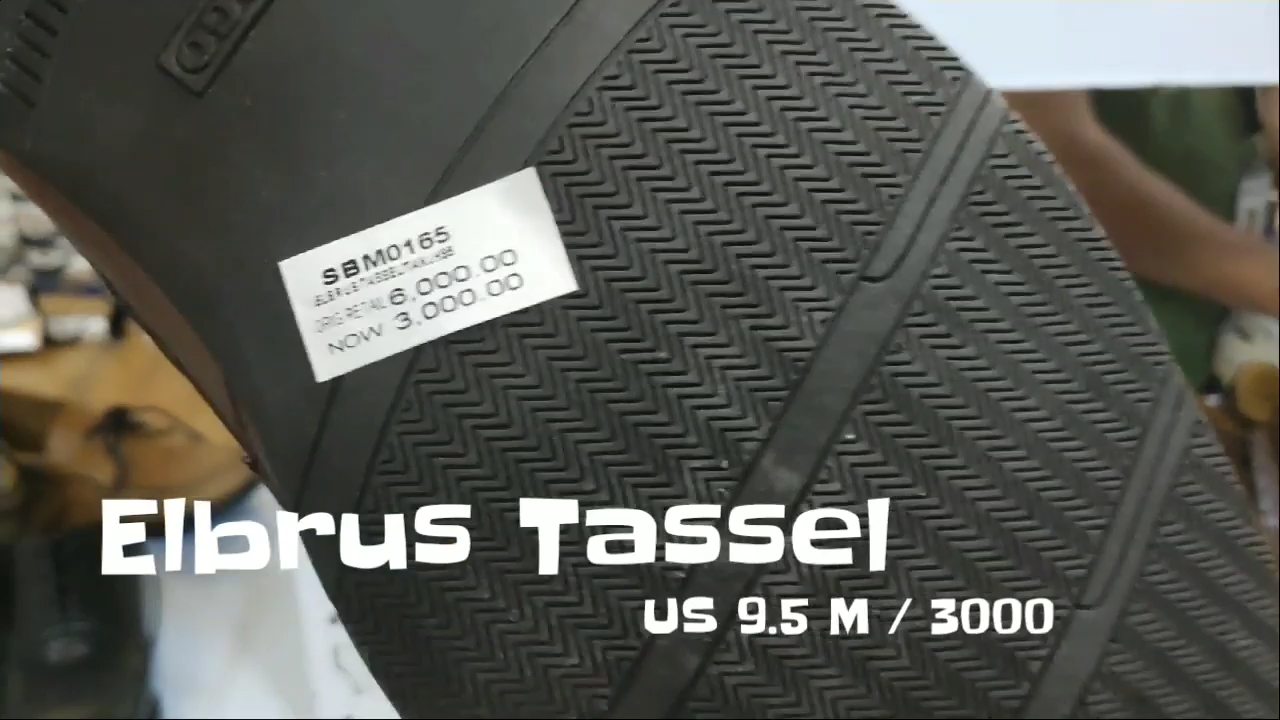 SBM0165
ORIG RETAIL 6,000.00
NOW 3,000.00
Elbrus Tassel
US 9.5 M / 3000